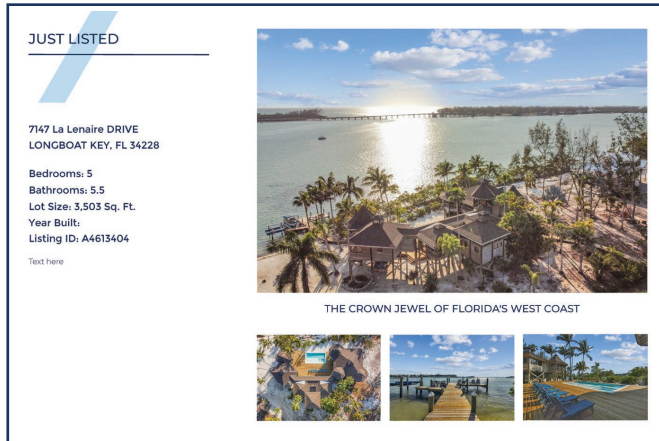 JUST LISTED
7147 La Lenaire DRIVE
LONGBOAT KEY, FL 34228
Bedrooms: 5
Bathrooms: 5.5
Lot Size: 3,503 Sq. Ft.
Year Built:
Listing ID: A4613404
Text here
THE CROWN JEWEL OF FLORIDA'S WEST COAST